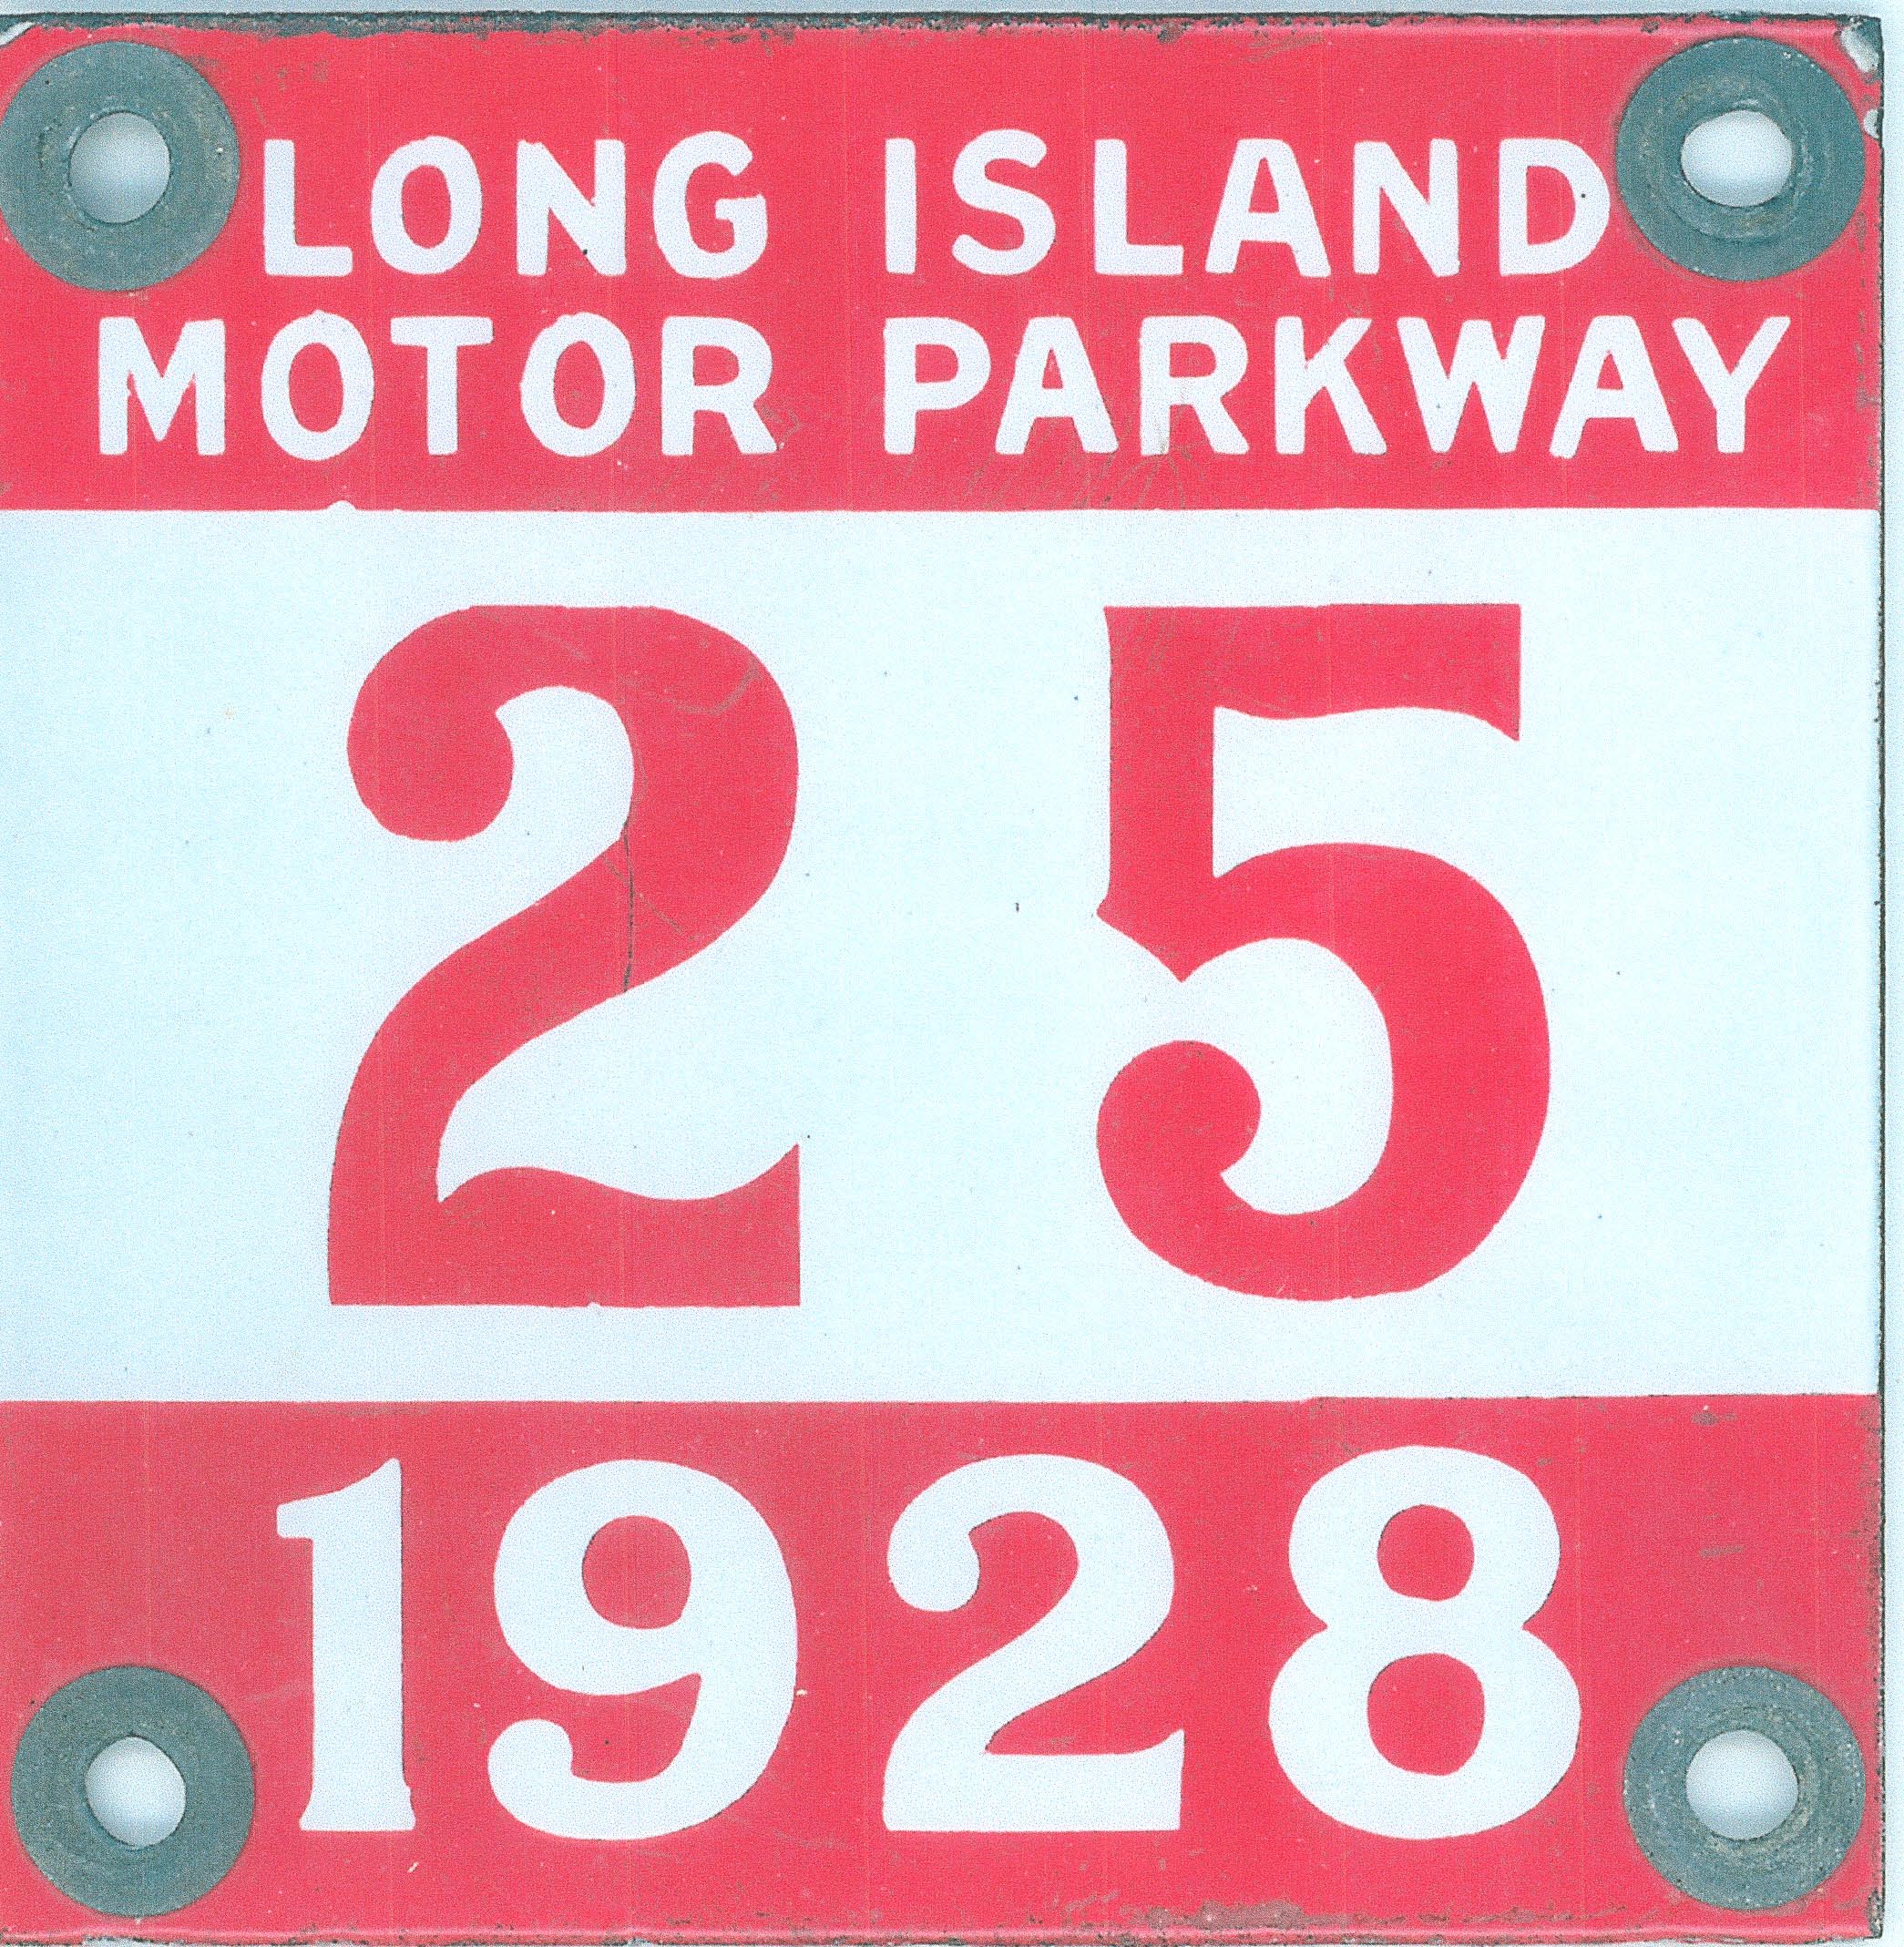 LONG ISLAND
MOTOR PARKWAY
25
1928